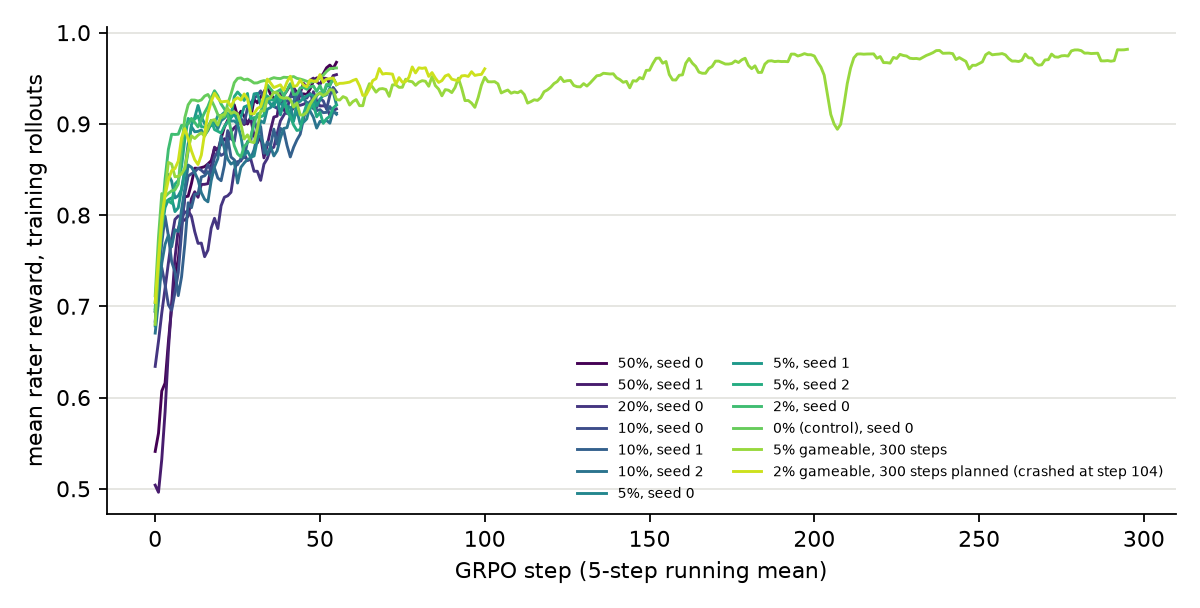 1.0
0.9
0.8
0.7
0.6
0.5
mean rater reward, training rollouts
50%, seed 0
50%, seed 1
20%, seed 0
10%, seed 0
10%, seed 1
10%, seed 2
5%, seed 0
5%, seed 1
5%, seed 2
2%, seed 0
0% (control), seed 0
5% gameable, 300 steps
2% gameable, 300 steps planned (crashed at step 104)
0
50
100
150
200
250
300
GRPO step (5-step running mean)